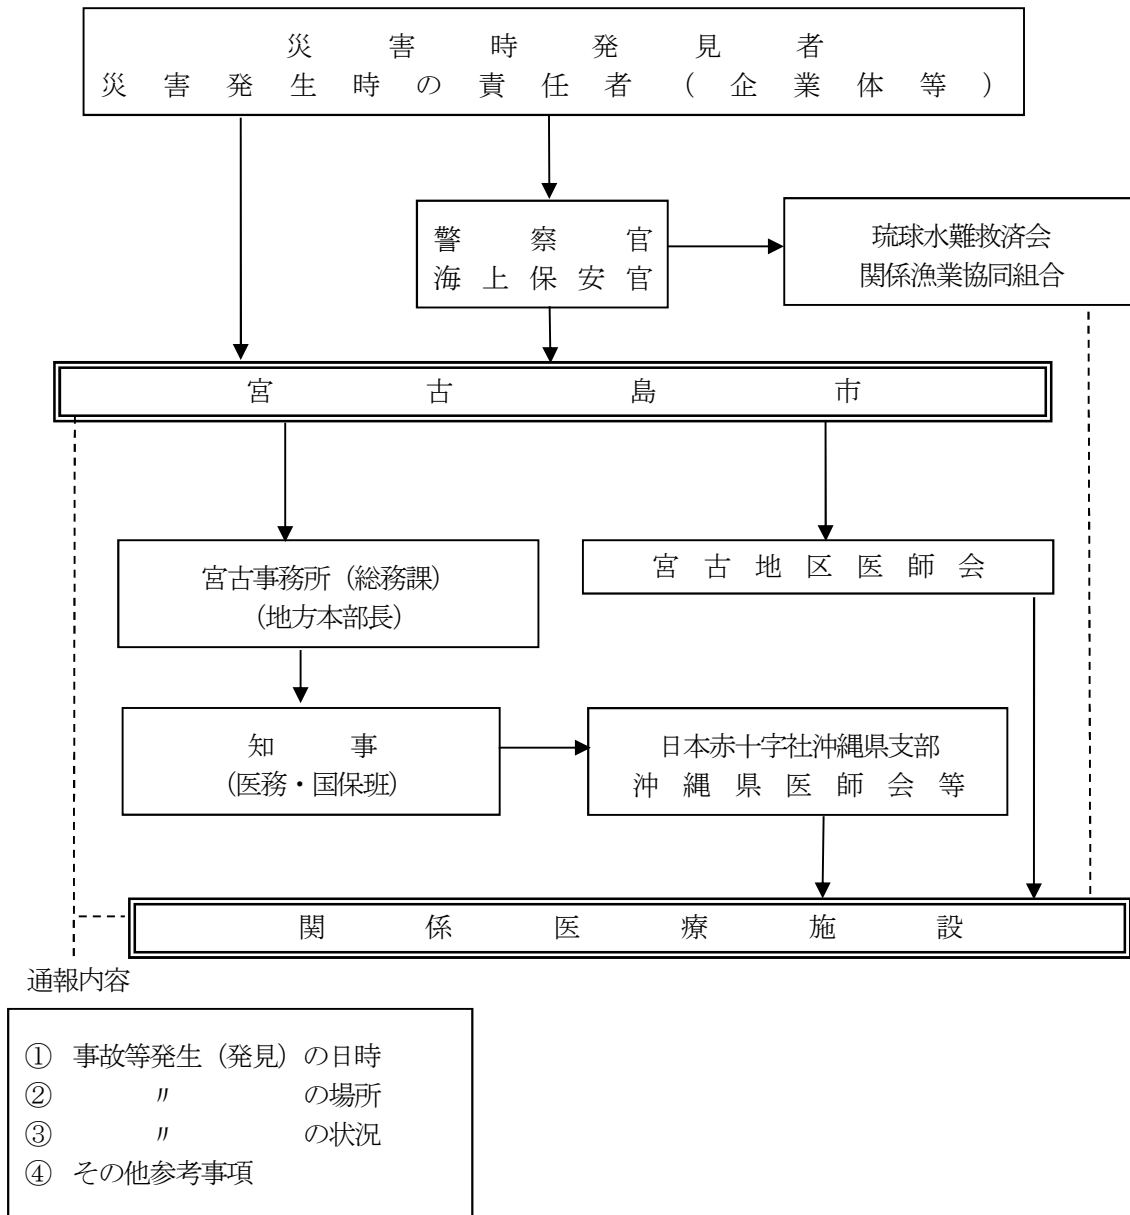 災害時発見者
災害発生時の責任者(企業体等)
警察官
海上保安官
琉球水難救済会
関係漁業協同組合
宮古島市
宮古事務所(総務課)
(地方本部長)
宮古地区医師会
知事
(医務・国保班)
日本赤十字社沖縄県支部
沖縄県医師会等
関係医療施設
通報内容
① 事故等発生(発見)の日時
② 〃 の場所
③ 〃 の状況
④ その他参考事項